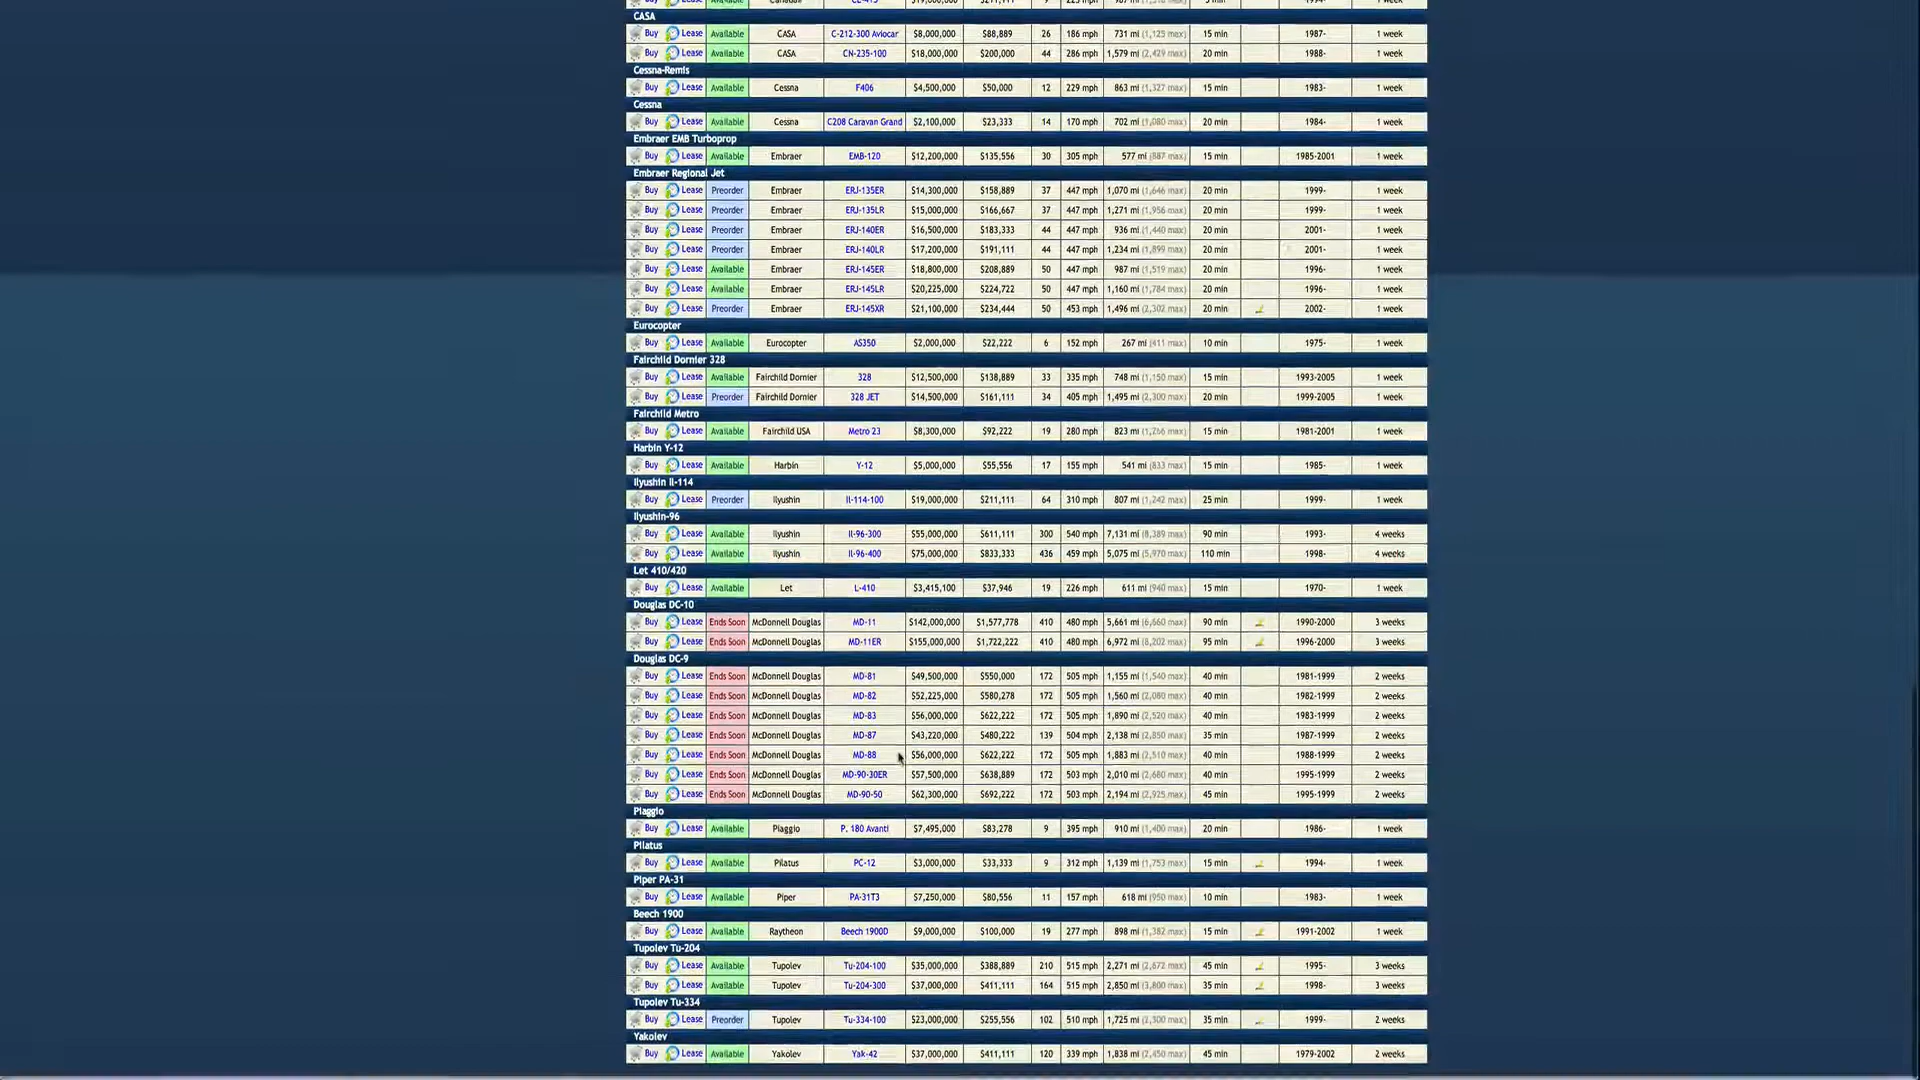 CASA
Buy Lease Available CASA C-212-300 Aviocar $8,000,000 $88,889 26 186 mph 731 mi (1,125 max) 15 min 1987- 1 week
Buy Lease Available CASA CN-235-100 $18,000,000 $200,000 44 286 mph 1,579 mi (2,429 max) 20 min 1988- 1 week
Cessna-Remis
Buy Lease Available Cessna F406 $4,500,000 $50,000 12 229 mph 863 mi (1,327 max) 15 min 1983- 1 week
Cessna
Buy Lease Available Cessna C208 Caravan Grand $2,100,000 $23,333 14 170 mph 702 mi (1,080 max) 20 min 1984- 1 week
Embraer EMB Turboprop
Buy Lease Available Embraer EMB-120 $12,200,000 $135,556 30 305 mph 577 mi (887 max) 15 min 1985-2001 1 week
Embraer Regional Jet
Buy Lease Preorder Embraer ERJ-135ER $14,300,000 $158,889 37 447 mph 1,070 mi (1,646 max) 20 min 1999- 1 week
Buy Lease Preorder Embraer ERJ-135LR $15,000,000 $166,667 37 447 mph 1,271 mi (1,956 max) 20 min 1999- 1 week
Buy Lease Preorder Embraer ERJ-140ER $16,500,000 $183,333 44 447 mph 936 mi (1,440 max) 20 min 2001- 1 week
Buy Lease Preorder Embraer ERJ-140LR $17,200,000 $191,111 44 447 mph 1,234 mi (1,899 max) 20 min 2001- 1 week
Buy Lease Available Embraer ERJ-145ER $18,800,000 $208,889 50 447 mph 987 mi (1,519 max) 20 min 1996- 1 week
Buy Lease Available Embraer ERJ-145LR $20,225,000 $224,722 50 447 mph 1,160 mi (1,784 max) 20 min 1996- 1 week
Buy Lease Preorder Embraer ERJ-145XR $21,100,000 $234,444 50 453 mph 1,496 mi (2,302 max) 20 min 2002- 1 week
Eurocopter
Buy Lease Available Eurocopter AS350 $2,000,000 $22,222 6 152 mph 267 mi (411 max) 10 min 1975- 1 week
Fairchild Dornier 328
Buy Lease Available Fairchild Dornier 328 $12,500,000 $138,889 33 335 mph 748 mi (1,150 max) 15 min 1993-2005 1 week
Buy Lease Preorder Fairchild Dornier 328 JET $14,500,000 $161,111 34 405 mph 1,495 mi (2,300 max) 20 min 1999-2005 1 week
Fairchild Metro
Buy Lease Available Fairchild USA Metro 23 $8,300,000 $92,222 19 280 mph 823 mi (1,266 max) 15 min 1981-2001 1 week
Harbin Y-12
Buy Lease Available Harbin Y-12 $5,000,000 $55,556 17 155 mph 541 mi (833 max) 15 min 1985- 1 week
Ilyushin Il-114
Buy Lease Preorder Ilyushin Il-114-100 $19,000,000 $211,111 64 310 mph 807 mi (1,242 max) 25 min 1999- 1 week
Ilyushin-96
Buy Lease Available Ilyushin Il-96-300 $55,000,000 $611,111 300 540 mph 7,131 mi (8,389 max) 90 min 1993- 4 weeks
Buy Lease Available Ilyushin Il-96-400 $75,000,000 $833,333 436 459 mph 5,075 mi (5,970 max) 110 min 1998- 4 weeks
Let 410/420
Buy Lease Available Let L-410 $3,415,100 $37,946 19 226 mph 611 mi (940 max) 15 min 1970- 1 week
Douglas DC-10
Buy Lease Ends Soon McDonnell Douglas MD-11 $142,000,000 $1,577,778 410 480 mph 5,661 mi (6,660 max) 90 min 1990-2000 3 weeks
Buy Lease Ends Soon McDonnell Douglas MD-11ER $155,000,000 $1,722,222 410 480 mph 6,972 mi (8,202 max) 95 min 1996-2000 3 weeks
Douglas DC-9
Buy Lease Ends Soon McDonnell Douglas MD-81 $49,500,000 $550,000 172 505 mph 1,155 mi (1,540 max) 40 min 1981-1999 2 weeks
Buy Lease Ends Soon McDonnell Douglas MD-82 $52,225,000 $580,278 172 505 mph 1,560 mi (2,080 max) 40 min 1982-1999 2 weeks
Buy Lease Ends Soon McDonnell Douglas MD-83 $56,000,000 $622,222 172 505 mph 1,890 mi (2,520 max) 40 min 1983-1999 2 weeks
Buy Lease Ends Soon McDonnell Douglas MD-87 $43,220,000 $480,222 139 504 mph 2,138 mi (2,850 max) 35 min 1987-1999 2 weeks
Buy Lease Ends Soon McDonnell Douglas MD-88 $56,000,000 $622,222 172 505 mph 1,883 mi (2,510 max) 40 min 1988-1999 2 weeks
Buy Lease Ends Soon McDonnell Douglas MD-90-30ER $57,500,000 $638,889 172 503 mph 2,010 mi (2,680 max) 40 min 1995-1999 2 weeks
Buy Lease Ends Soon McDonnell Douglas MD-90-50 $62,300,000 $692,222 172 503 mph 2,194 mi (2,925 max) 45 min 1995-1999 2 weeks
Piaggio
Buy Lease Available Piaggio P. 180 Avanti $7,495,000 $83,278 9 395 mph 910 mi (1,400 max) 20 min 1986- 1 week
Pilatus
Buy Lease Available Pilatus PC-12 $3,000,000 $33,333 9 312 mph 1,139 mi (1,753 max) 15 min 1994- 1 week
Piper PA-31
Buy Lease Available Piper PA-31T3 $7,250,000 $80,556 11 157 mph 618 mi (950 max) 10 min 1983- 1 week
Beech 1900
Buy Lease Available Raytheon Beech 1900D $9,000,000 $100,000 19 277 mph 898 mi (1,382 max) 15 min 1991-2002 1 week
Tupolev Tu-204
Buy Lease Available Tupolev Tu-204-100 $35,000,000 $388,889 210 515 mph 2,271 mi (2,672 max) 45 min 1995- 3 weeks
Buy Lease Available Tupolev Tu-204-300 $37,000,000 $411,111 164 515 mph 2,850 mi (3,800 max) 35 min 1998- 3 weeks
Tupolev Tu-334
Buy Lease Preorder Tupolev Tu-334-100 $23,000,000 $255,556 102 510 mph 1,725 mi (2,300 max) 35 min 1999- 2 weeks
Yakolev
Buy Lease Available Yakolev Yak-42 $37,000,000 $411,111 120 339 mph 1,838 mi (2,450 max) 45 min 1979-2002 2 weeks